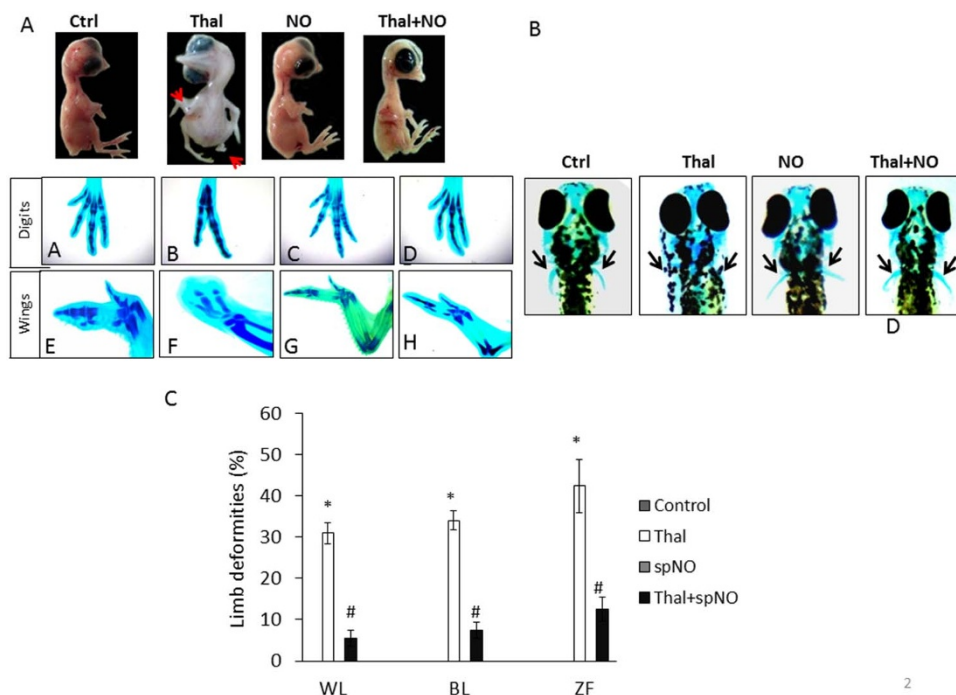 A
Ctrl Thal NO Thal+NO
Digits
A B C D
Wings
E F G H
B
Ctrl Thal NO Thal+NO
D
C
Limb deformities (%)
60
50
40
30
20
10
0
* # * # * #
WL BL ZF
Control
Thal
spNO
Thal+spNO
2